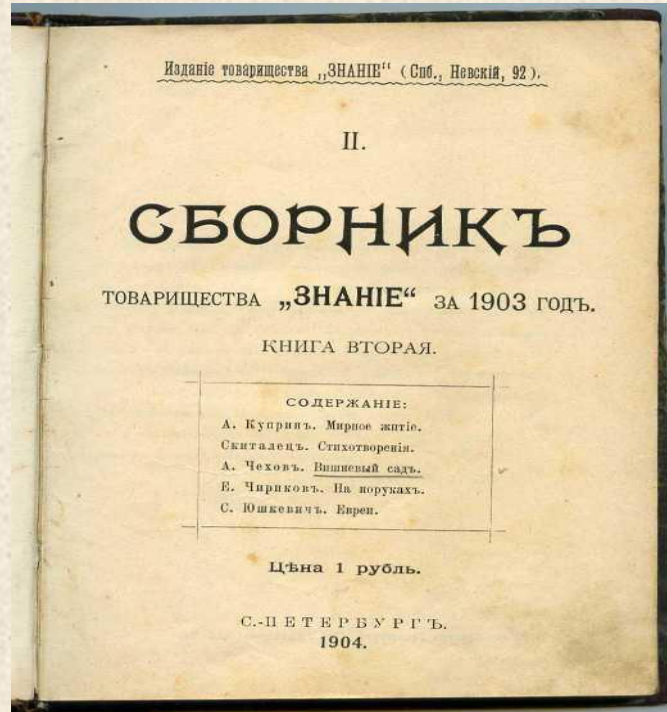 Изданіе товарищества „ЗНАНІЕ“ (Спб., Невскій, 92).
II.
СБОРНИКЪ
ТОВАРИЩЕСТВА „ЗНАНІЕ“ ЗА 1903 ГОДЪ.
КНИГА ВТОРАЯ.
СОДЕРЖАНІЕ:
А. Купринъ. Мирное житіе.
Скиталецъ. Стихотворенія.
А. Чеховъ. Вишневый садъ.
Е. Чириковъ. На порукахъ.
С. Юшкевичъ. Евреи.
Цѣна 1 рубль.
С.-ПЕТЕРБУРГЪ.
1904.